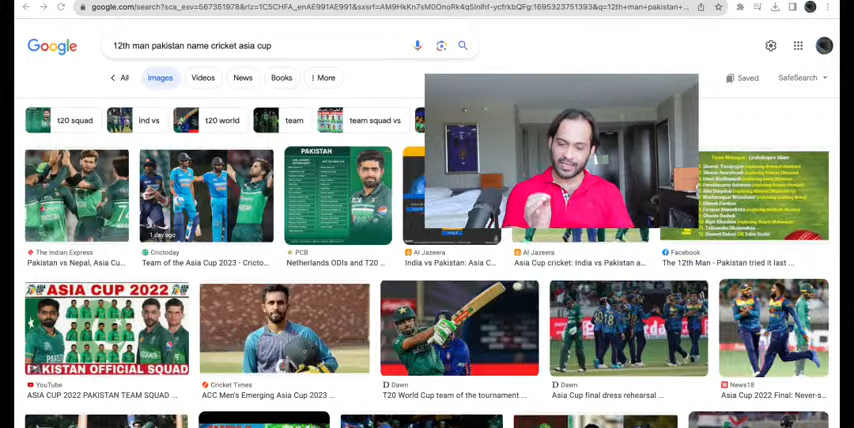 google.com/search?sca_esv=567351978&rlz=1C5CHFA_enAE991AE991&sxsrf=AM9HkKn7sM0OnoRk4q5lnlhf-ycfrkbQFg:1695323751393&q=12th+man+pakistan+...
Google
12th man pakistan name cricket asia cup
All
Images
Videos
News
Books
More
Saved
SafeSearch
t20 squad
ind vs
t20 world
team
team squad vs
PAKISTAN
The Indian Express
Pakistan vs Nepal, Asia Cu...
Crictoday
Team of the Asia Cup 2023 - Cricto...
1 day ago
PCB
Netherlands ODIs and T20 ...
Al Jazeera
India vs Pakistan: Asia C...
Al Jazeera
Asia Cup cricket: India vs Pakistan a...
Facebook
The 12th Man - Pakistan tried it last ...
ASIA CUP 2022
PAKISTAN OFFICIAL SQUAD
YouTube
ASIA CUP 2022 PAKISTAN TEAM SQUAD ...
Cricket Times
ACC Men's Emerging Asia Cup 2023 ...
Dawn
T20 World Cup team of the tournament ...
Dawn
Asia Cup final dress rehearsal ...
News18
Asia Cup 2022 Final: Never-s...